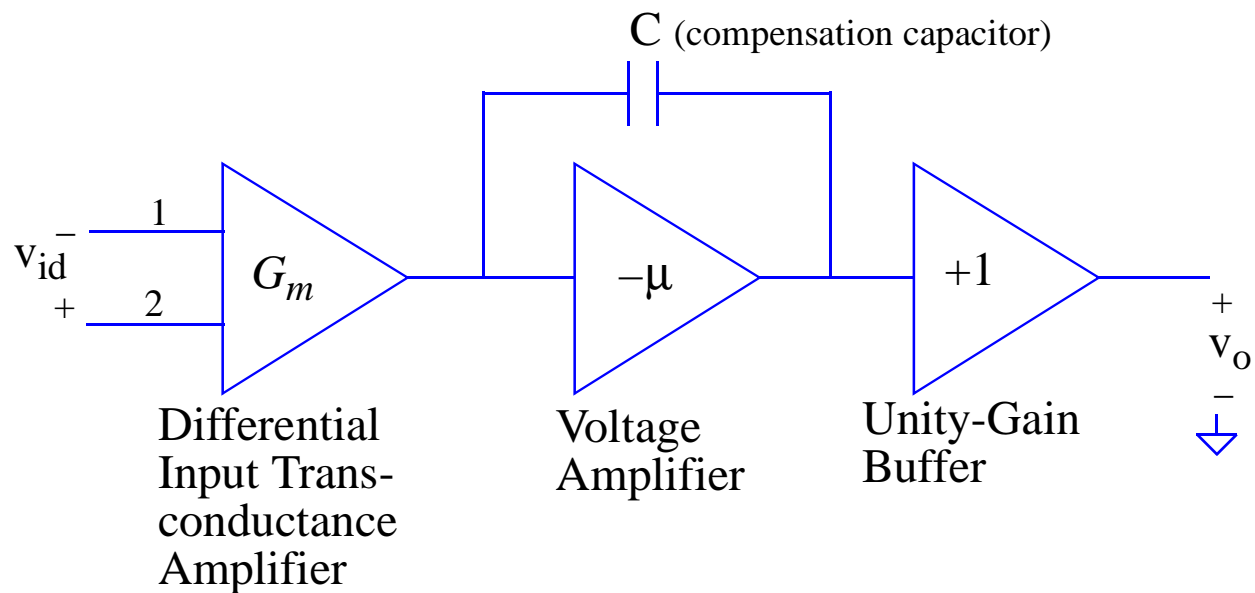 C (compensation capacitor)
1
−
v_id
G_m
−μ
+1
+
2
+
v_o
−
Differential
Input Trans-
conductance
Amplifier
Voltage
Amplifier
Unity-Gain
Buffer